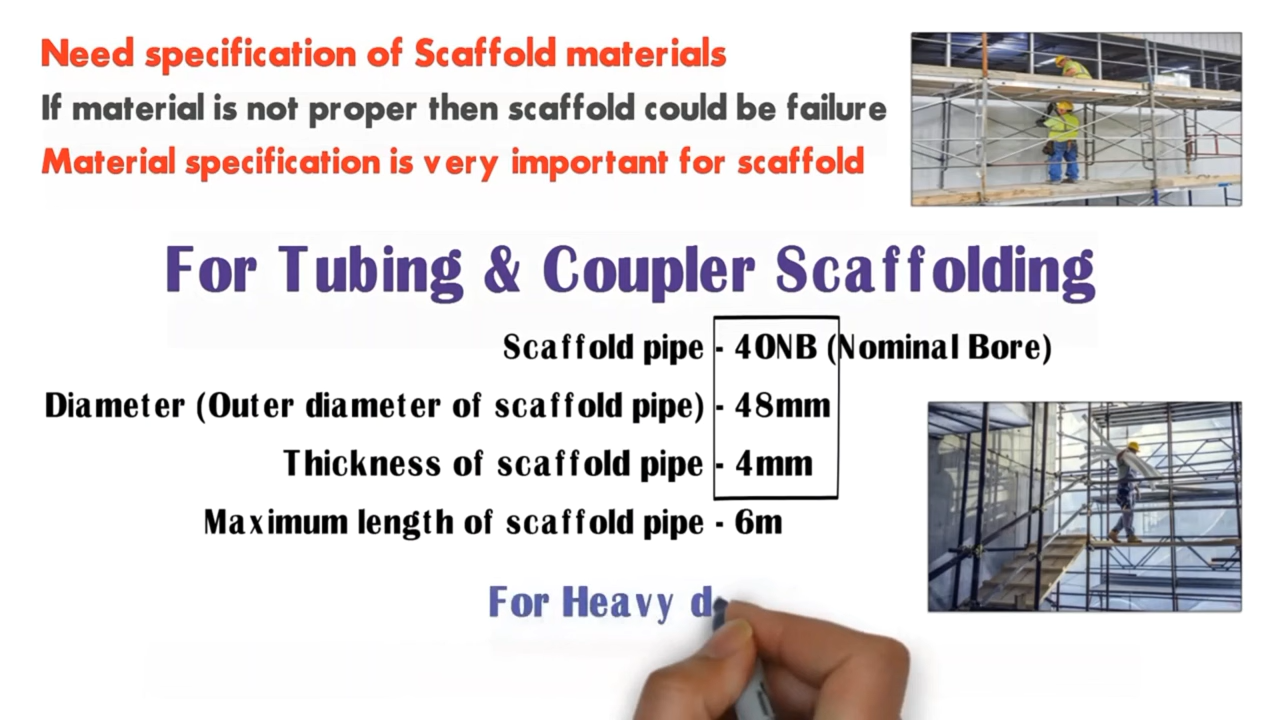 Need specification of Scaffold materials
If material is not proper then scaffold could be failure
Material specification is very important for scaffold
For Tubing & Coupler Scaffolding
Scaffold pipe - 40NB (Nominal Bore)
Diameter (Outer diameter of scaffold pipe) - 48mm
Thickness of scaffold pipe - 4mm
Maximum length of scaffold pipe - 6m
For Heavy d